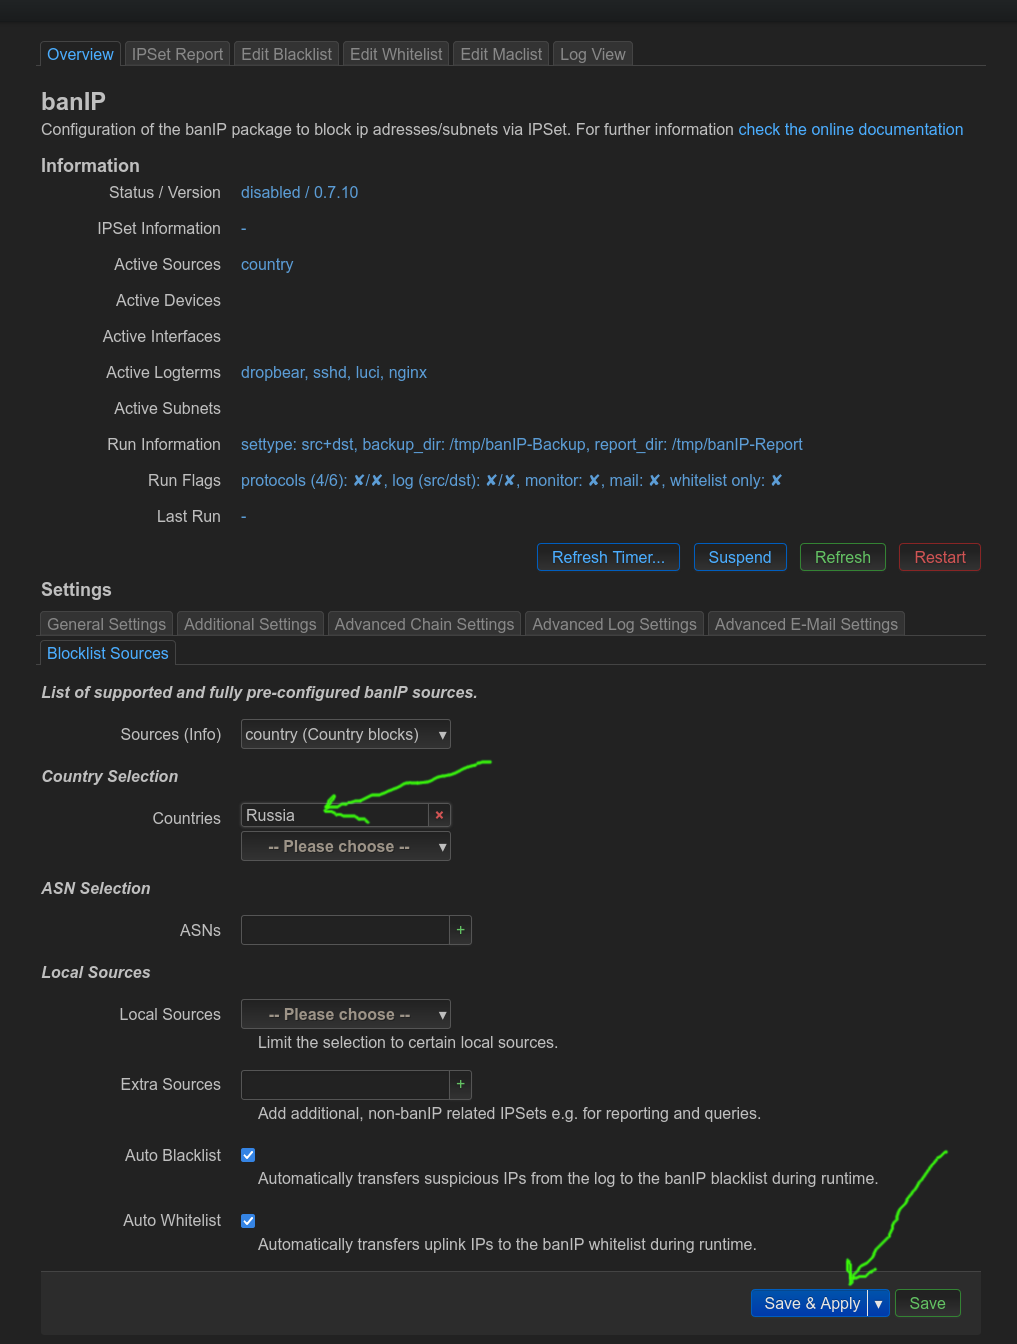 Overview IPSet Report Edit Blacklist Edit Whitelist Edit Maclist Log View
banIP
Configuration of the banIP package to block ip adresses/subnets via IPSet. For further information check the online documentation
Information
Status / Version disabled / 0.7.10
IPSet Information -
Active Sources country
Active Devices
Active Interfaces
Active Logterms dropbear, sshd, luci, nginx
Active Subnets
Run Information settype: src+dst, backup_dir: /tmp/banIP-Backup, report_dir: /tmp/banIP-Report
Run Flags protocols (4/6): ✘/✘, log (src/dst): ✘/✘, monitor: ✘, mail: ✘, whitelist only: ✘
Last Run -
Refresh Timer... Suspend Refresh Restart
Settings
General Settings Additional Settings Advanced Chain Settings Advanced Log Settings Advanced E-Mail Settings
Blocklist Sources
List of supported and fully pre-configured banIP sources.
Sources (Info) country (Country blocks) ▾
Country Selection
Countries Russia ×
-- Please choose -- ▾
ASN Selection
ASNs +
Local Sources
Local Sources -- Please choose -- ▾
Limit the selection to certain local sources.
Extra Sources +
Add additional, non-banIP related IPSets e.g. for reporting and queries.
Auto Blacklist
Automatically transfers suspicious IPs from the log to the banIP blacklist during runtime.
Auto Whitelist
Automatically transfers uplink IPs to the banIP whitelist during runtime.
Save & Apply ▾ Save